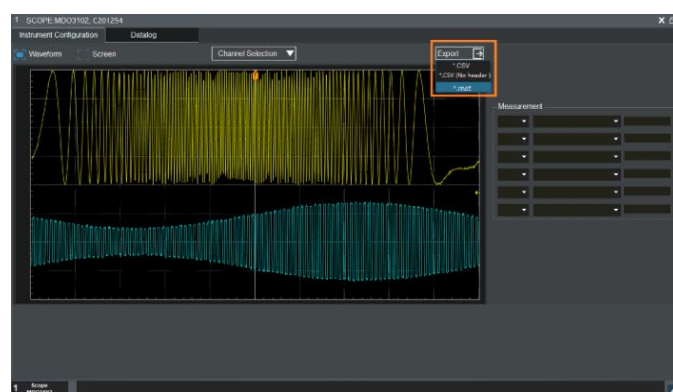 1 SCOPE:MDO3102, C201254
Instrument Configuration Datalog
Waveform Screen Channel Selection Export
*.CSV
*.CSV (No header )
*.mat
Measurement
T
1 Scope
MDO3102